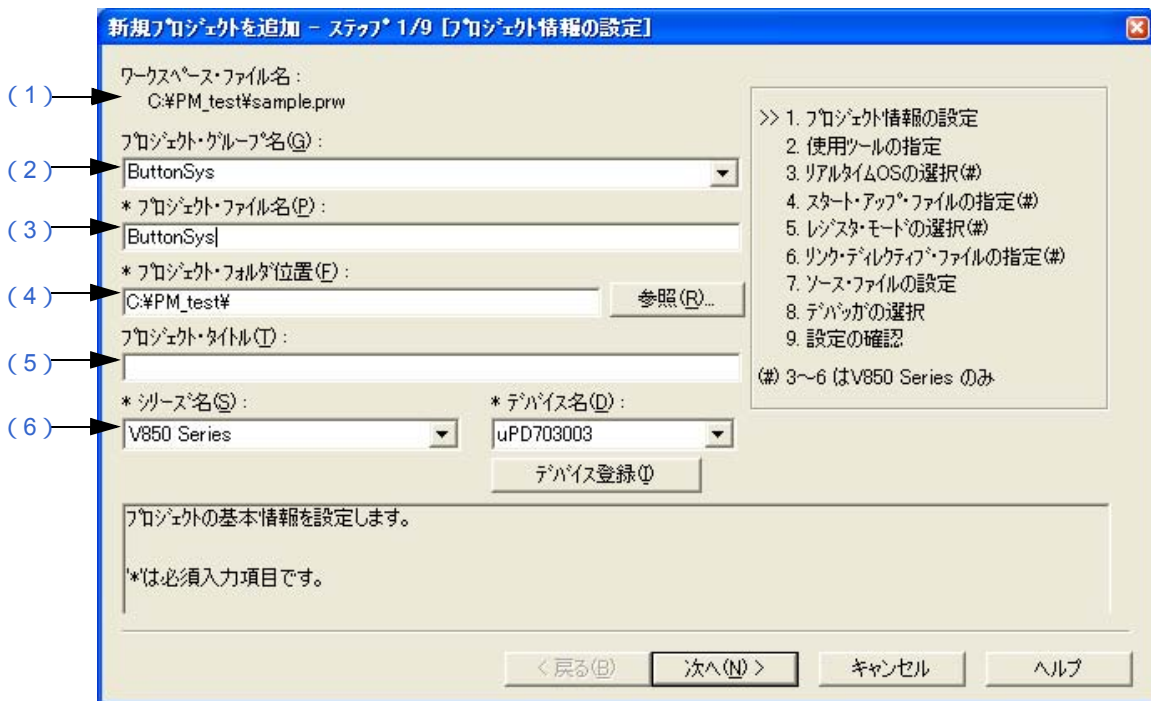 新規プロジェクトを追加 - ステップ 1/9 [プロジェクト情報の設定]
(1)
ワークスペース・ファイル名 :
C:¥PM_test¥sample.prw
プロジェクト・グループ名(G) :
(2)
ButtonSys
* プロジェクト・ファイル名(P) :
(3)
ButtonSys
* プロジェクト・フォルダ位置(F) :
(4)
C:¥PM_test¥
参照(R)...
プロジェクト・タイトル(T) :
(5)
* シリーズ名(S) :
* デバイス名(D) :
(6)
V850 Series
uPD703003
デバイス登録(I)
>> 1. プロジェクト情報の設定
2. 使用ツールの指定
3. リアルタイムOSの選択(#)
4. スタート・アップ・ファイルの指定(#)
5. レジスタ・モードの選択(#)
6. リンク・ディレクティブ・ファイルの指定(#)
7. ソース・ファイルの設定
8. デバッガの選択
9. 設定の確認
(#) 3～6 はV850 Series のみ
プロジェクトの基本情報を設定します。
'*'は必須入力項目です。
< 戻る(B)
次へ(N) >
キャンセル
ヘルプ